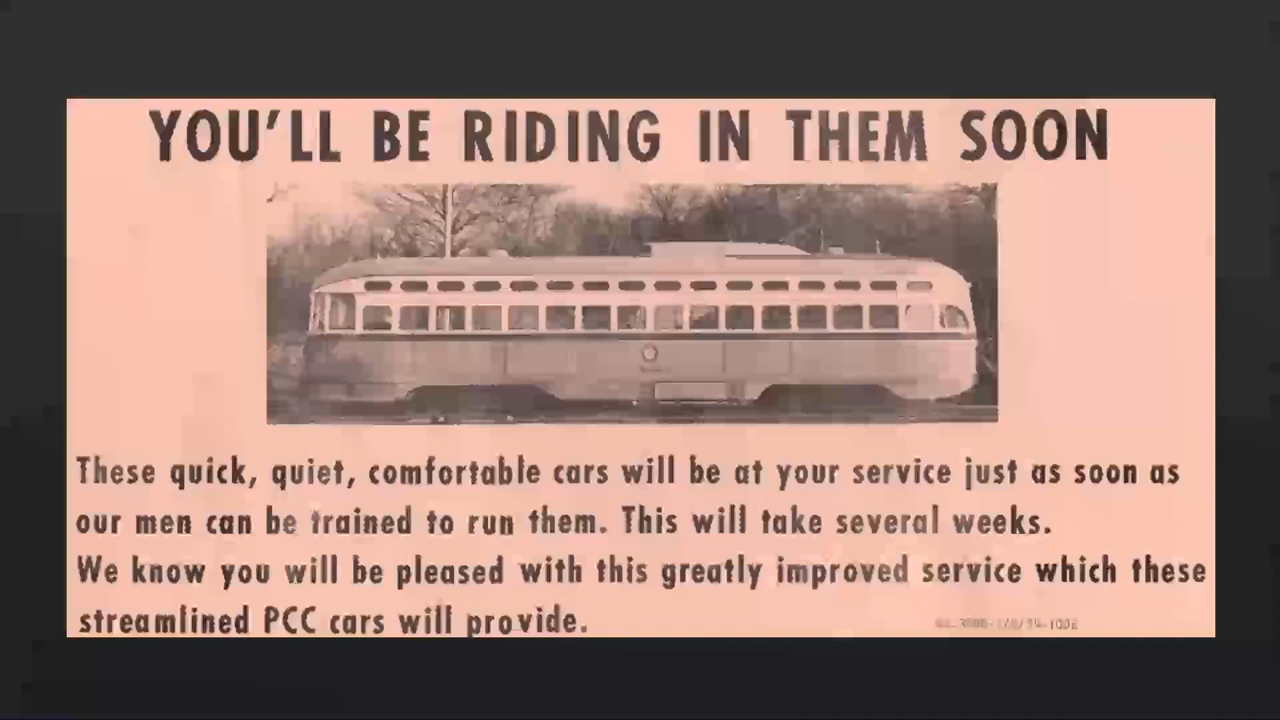 YOU'LL BE RIDING IN THEM SOON
These quick, quiet, comfortable cars will be at your service just as soon as
our men can be trained to run them. This will take several weeks.
We know you will be pleased with this greatly improved service which these
streamlined PCC cars will provide.